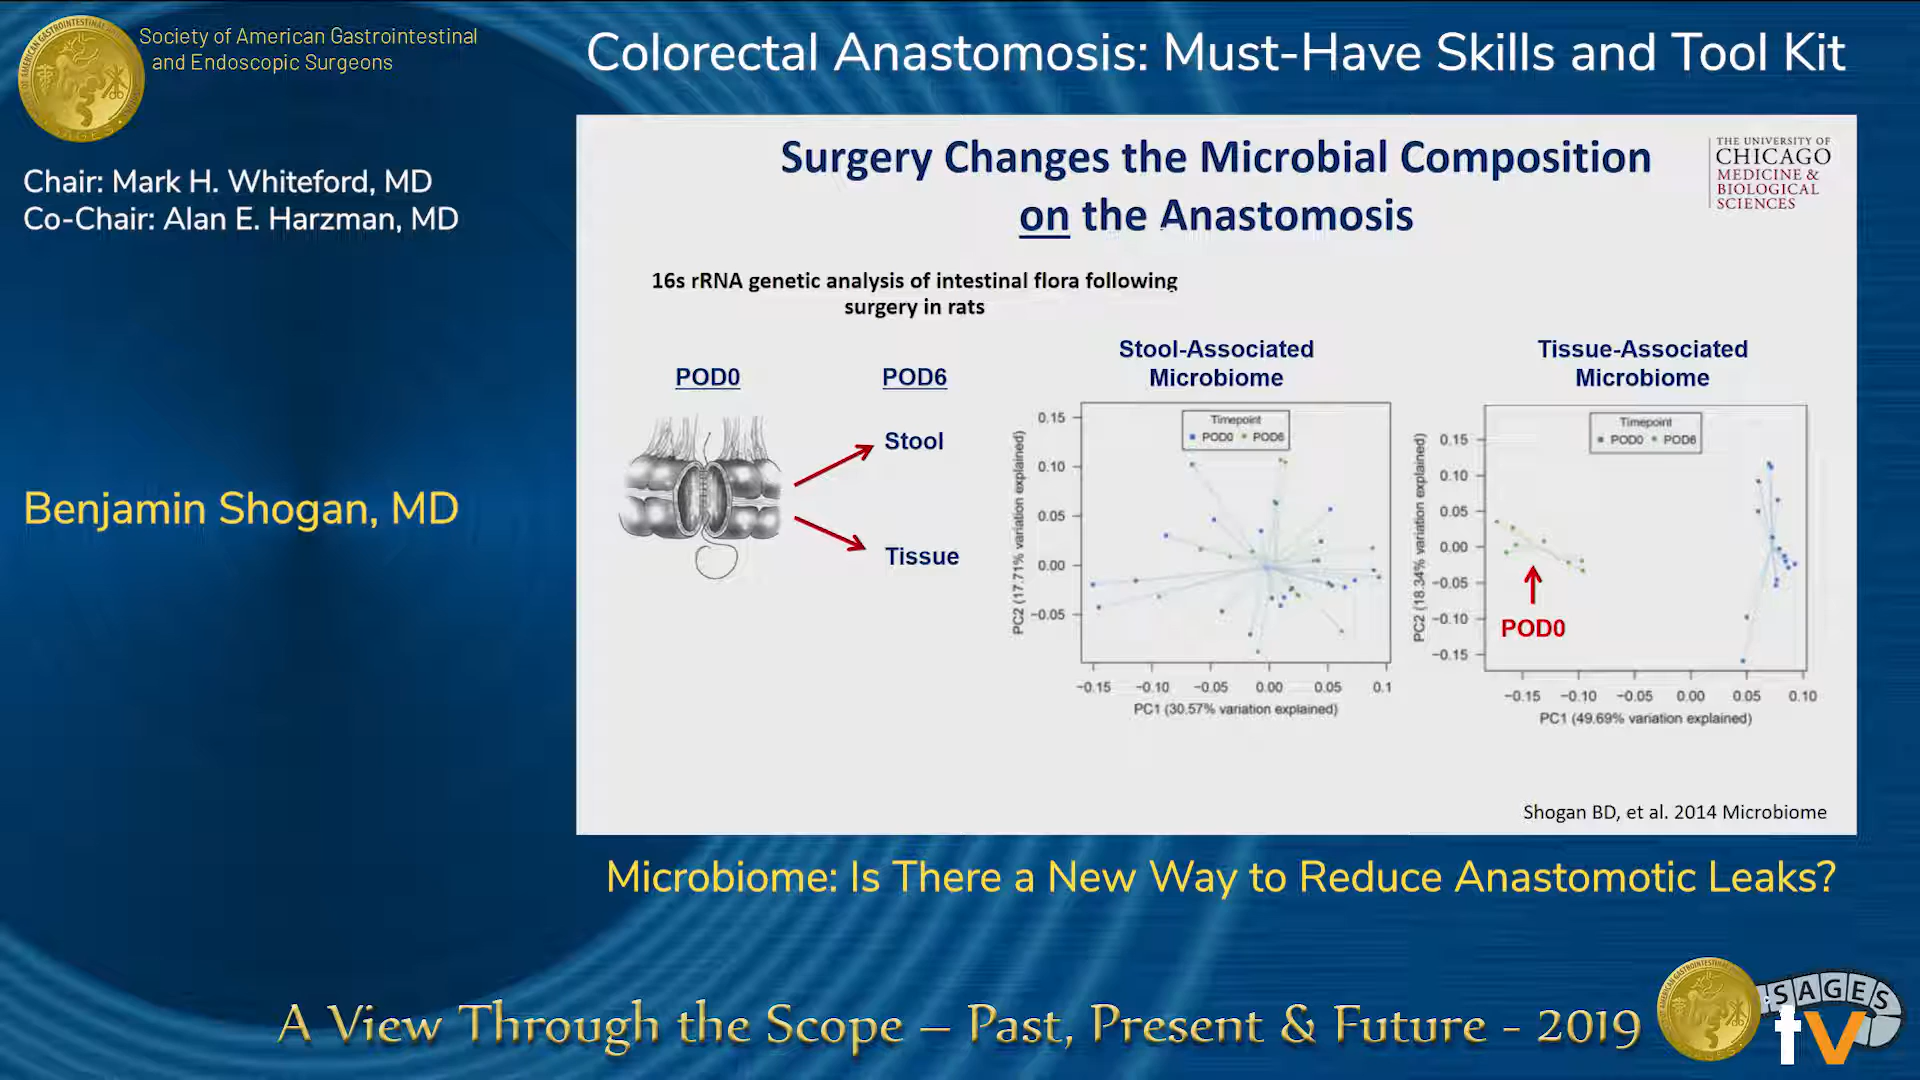 Society of American Gastrointestinal
and Endoscopic Surgeons
Colorectal Anastomosis: Must-Have Skills and Tool Kit
Chair: Mark H. Whiteford, MD
Co-Chair: Alan E. Harzman, MD
Benjamin Shogan, MD
Surgery Changes the Microbial Composition
on the Anastomosis
THE UNIVERSITY OF
CHICAGO
MEDICINE &
BIOLOGICAL
SCIENCES
16s rRNA genetic analysis of intestinal flora following
surgery in rats
POD0
POD6
Stool
Tissue
Stool-Associated
Microbiome
Timepoint
POD0 POD6
PC2 (17.71% variation explained)
0.15
0.10
0.05
0.00
−0.05
−0.15 −0.10 −0.05 0.00 0.05 0.1
PC1 (30.57% variation explained)
Tissue-Associated
Microbiome
Timepoint
POD0 POD6
PC2 (18.34% variation explained)
0.15
0.10
0.05
0.00
−0.05
−0.10
−0.15
POD0
−0.15 −0.10 −0.05 0.00 0.05 0.10
PC1 (49.69% variation explained)
Shogan BD, et al. 2014 Microbiome
Microbiome: Is There a New Way to Reduce Anastomotic Leaks?
A View Through the Scope – Past, Present & Future - 2019
SAGES
tv